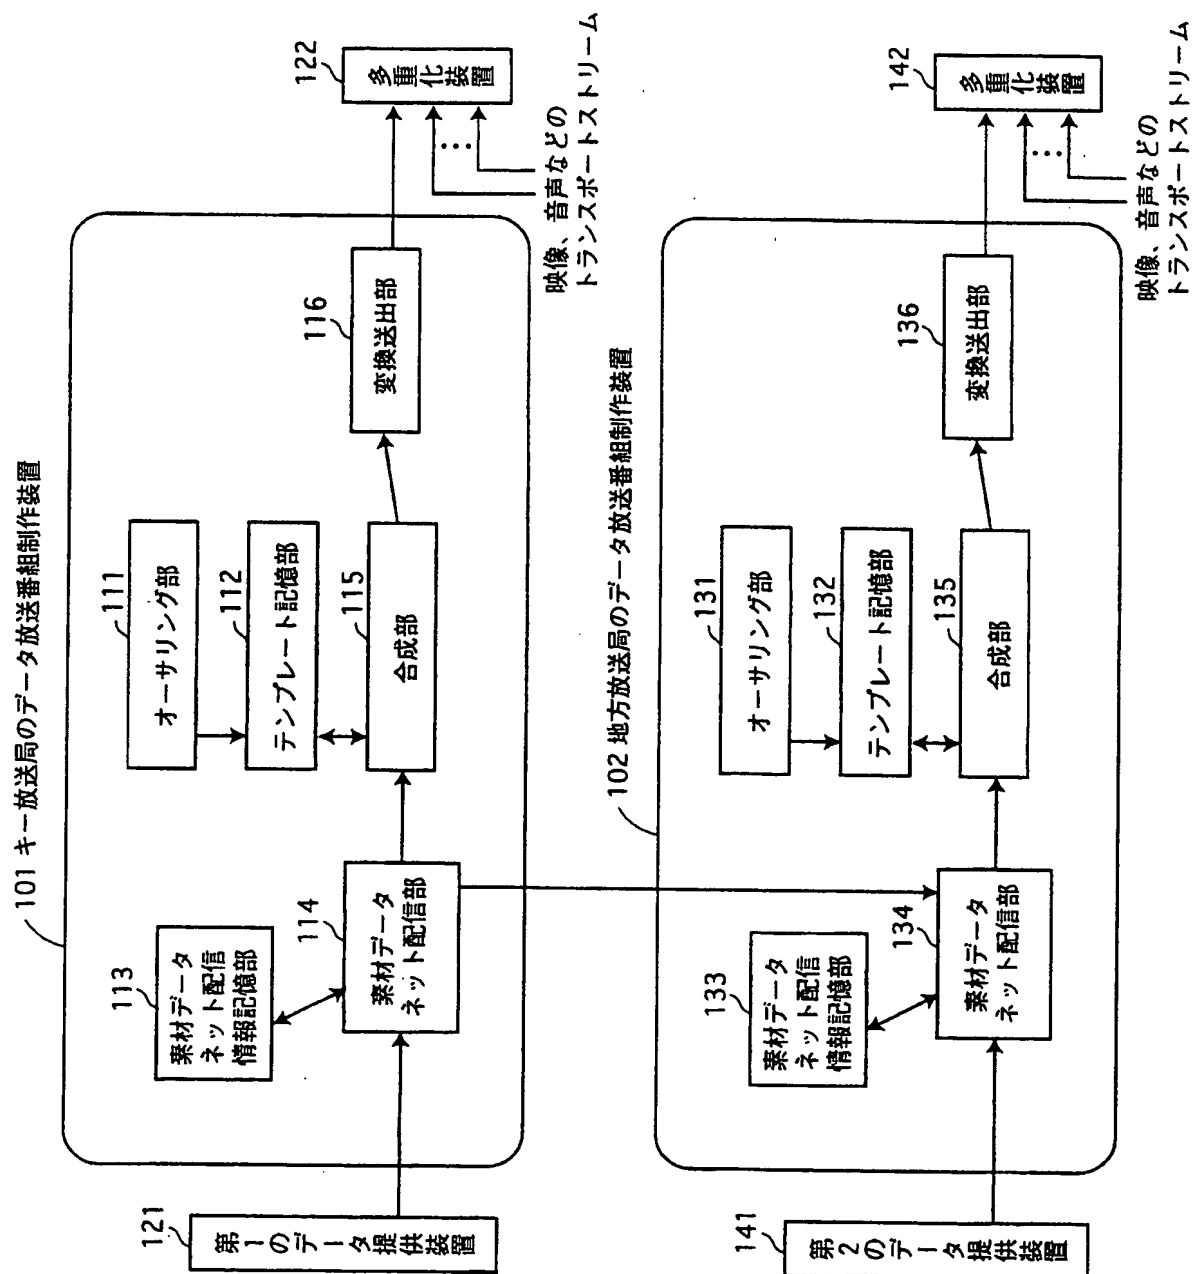 101 キー放送局のデータ放送番組制作装置
111
オーサリング部
112
テンプレート記憶部
113
素材データ
ネット配信
情報記憶部
114
素材データ
ネット配信部
115
合成部
116
変換送出部
121
第1のデータ提供装置
122
多重化装置
映像、音声などの
トランスポートストリーム
102 地方放送局のデータ放送番組制作装置
131
オーサリング部
132
テンプレート記憶部
133
素材データ
ネット配信
情報記憶部
134
素材データ
ネット配信部
135
合成部
136
変換送出部
141
第2のデータ提供装置
142
多重化装置
映像、音声などの
トランスポートストリーム